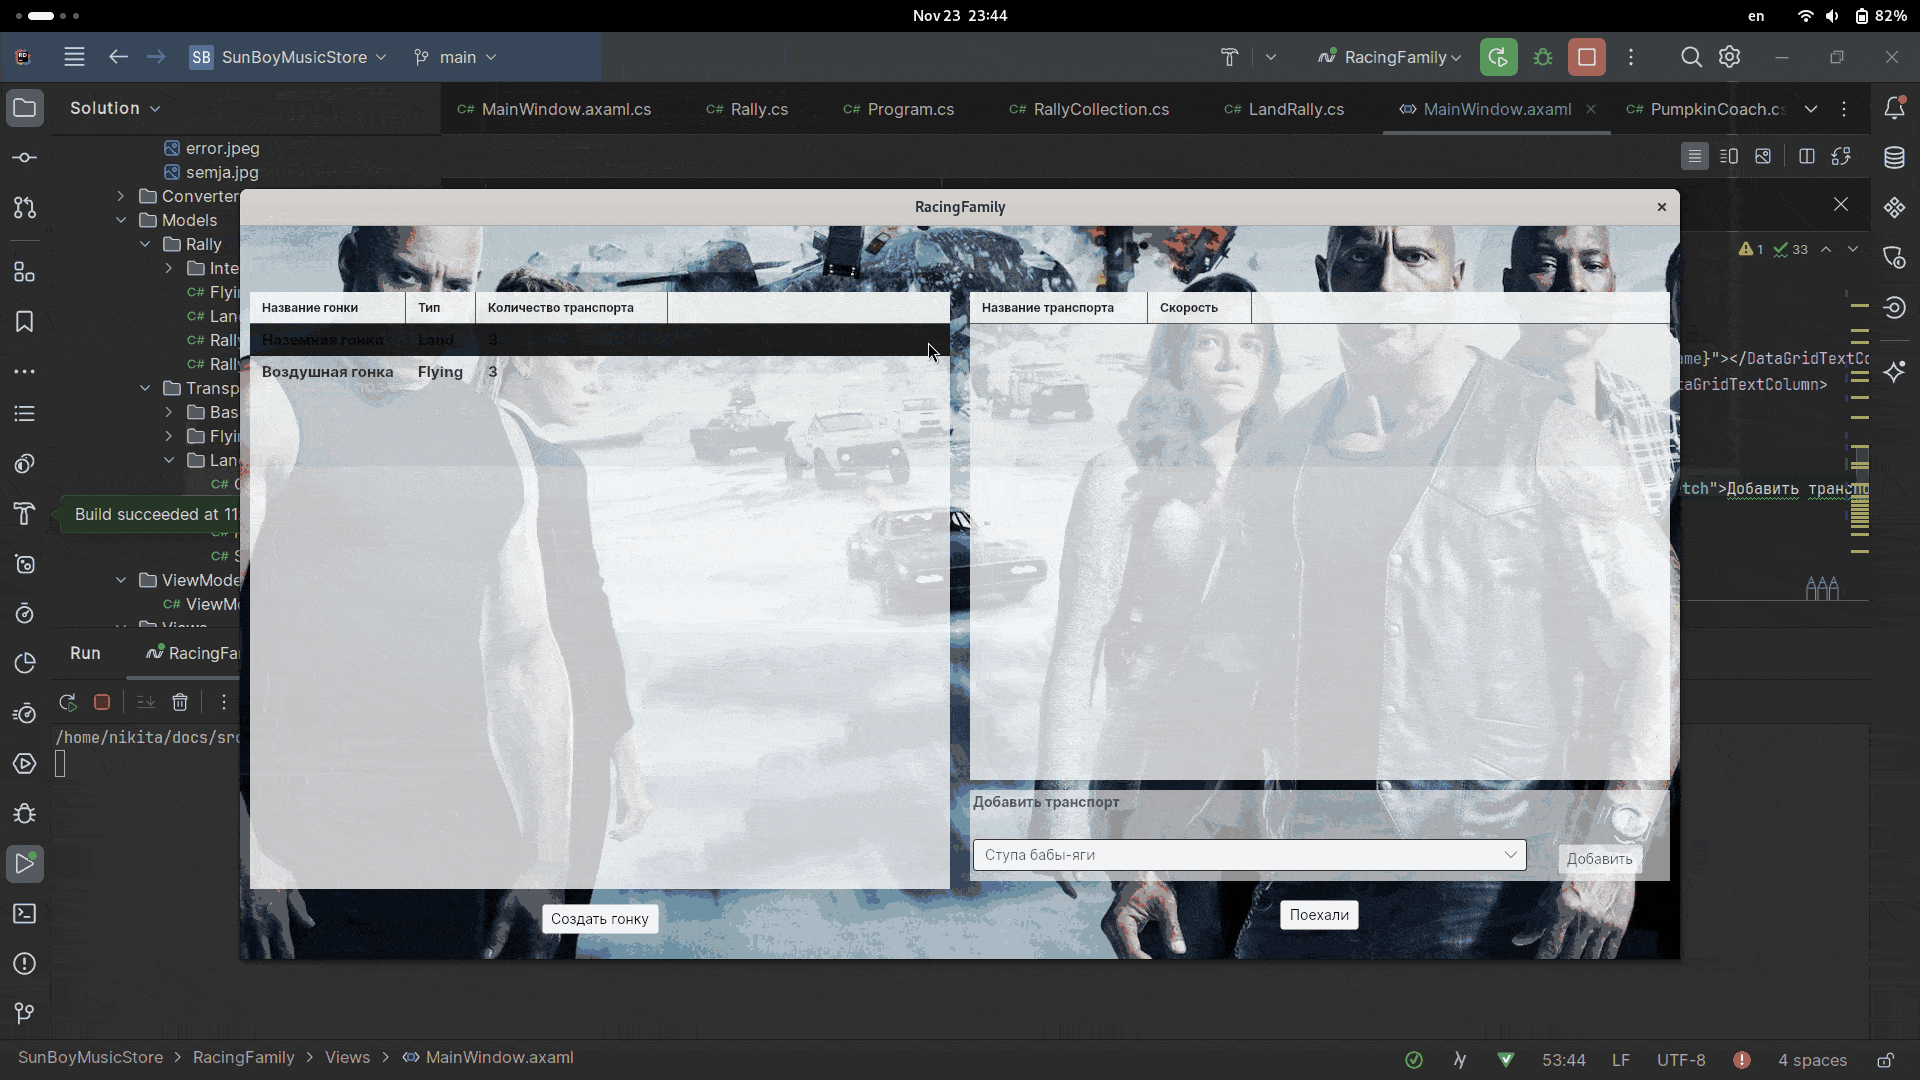 Nov 23 23:44
en
82%
SB SunBoyMusicStore
main
RacingFamily
Solution
C# MainWindow.axaml.cs
C# Rally.cs
C# Program.cs
C# RallyCollection.cs
C# LandRally.cs
MainWindow.axaml
C# PumpkinCoach.cs
error.jpeg
semja.jpg
Converter
Models
Rally
Inte
C# Flyi
C# Lan
C# Rall
C# Rall
Transp
Bas
Flyi
Lan
C#
C#
C#
ViewMode
C# ViewM
Views
Build succeeded at 11
1
33
me}"></DataGridTextCo
taGridTextColumn>
tch">Добавить трансп
RacingFamily
Название гонки
Тип
Количество транспорта
Наземная гонка
Land
3
Воздушная гонка
Flying
3
Название транспорта
Скорость
Добавить транспорт
Ступа бабы-яги
Добавить
Создать гонку
Поехали
Run
RacingFa
/home/nikita/docs/src
SunBoyMusicStore
RacingFamily
Views
MainWindow.axaml
53:44
LF
UTF-8
4 spaces